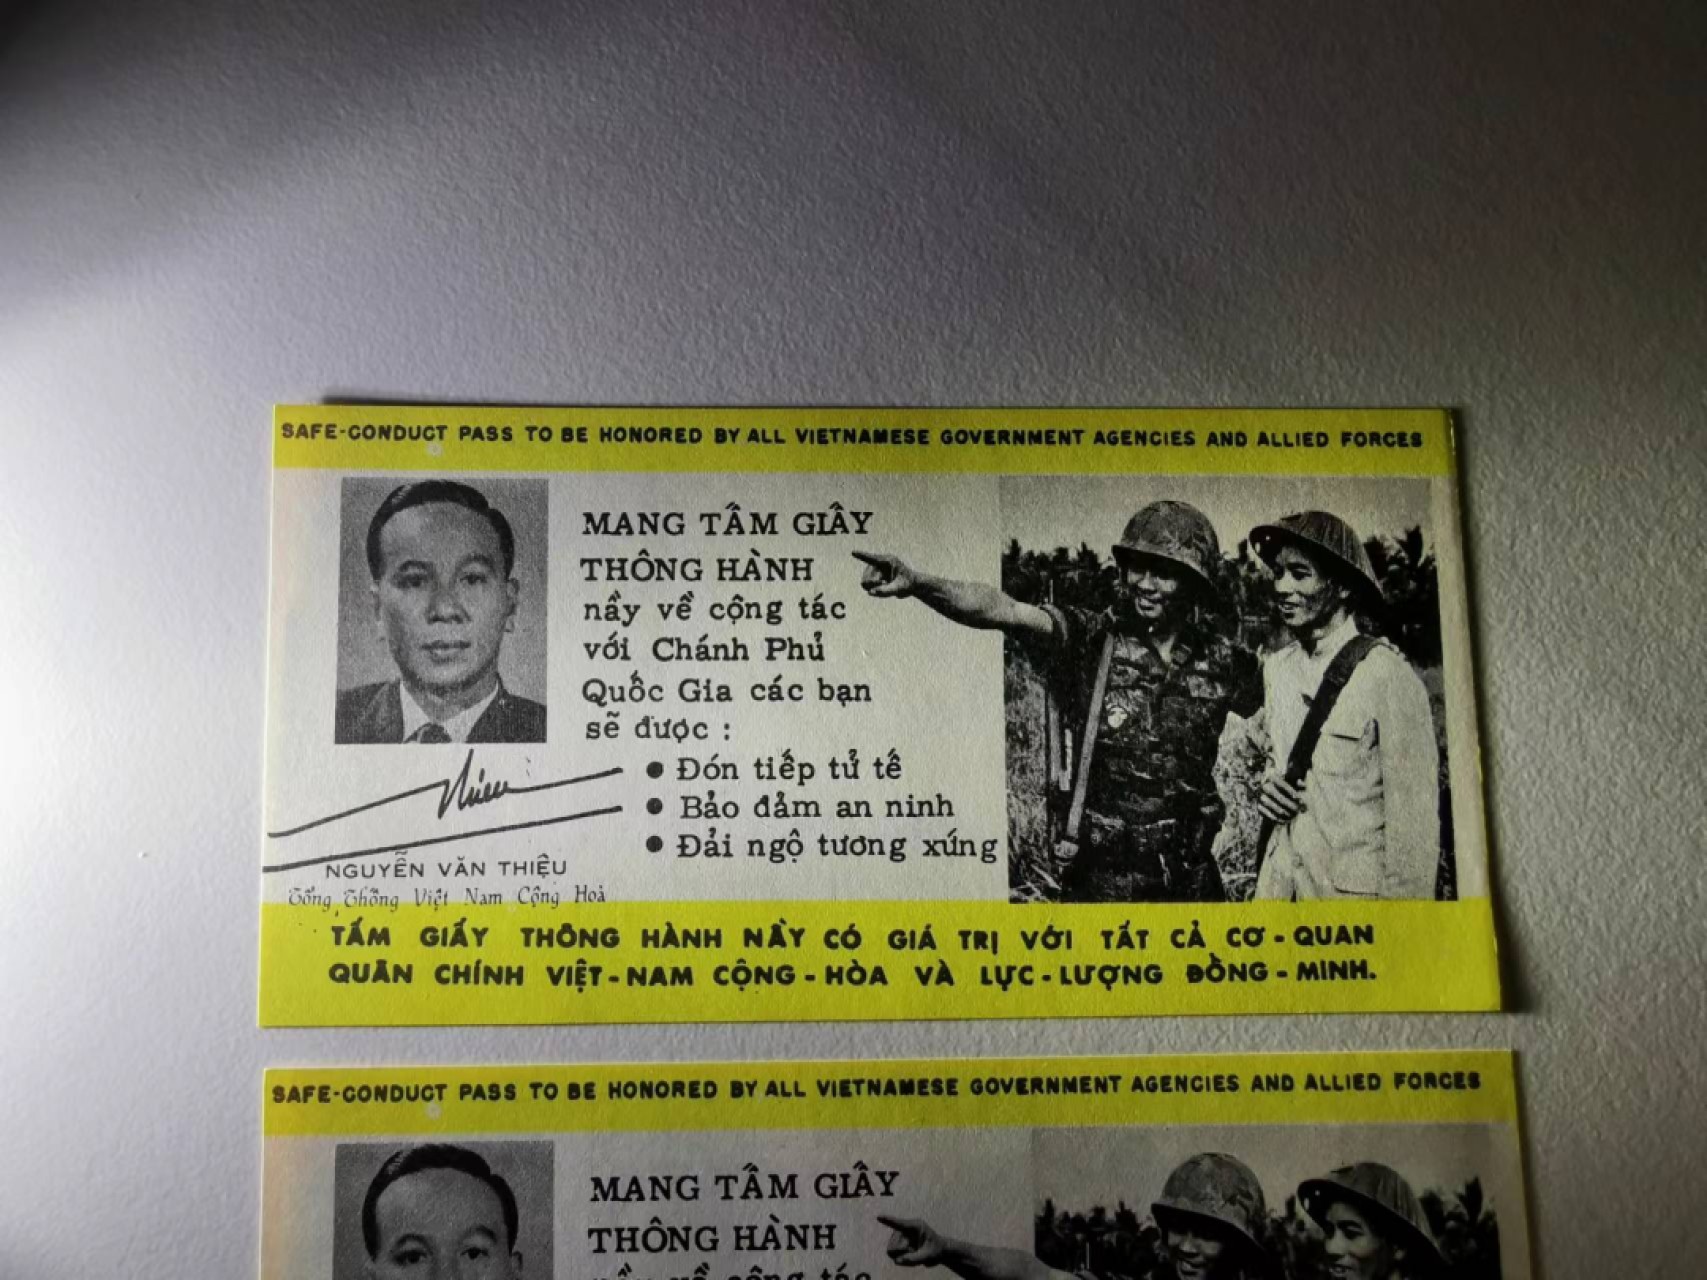 SAFE-CONDUCT PASS TO BE HONORED BY ALL VIETNAMESE GOVERNMENT AGENCIES AND ALLIED FORCES
MANG TẤM GIẤY
THÔNG HÀNH
nầy về cộng tác
với Chánh Phủ
Quốc Gia các bạn
sẽ được :
● Đón tiếp tử tế
● Bảo đảm an ninh
● Đải ngộ tương xứng
NGUYỄN VĂN THIỆU
Tổng Thống Việt Nam Cộng Hoà
TẤM GIẤY THÔNG HÀNH NẦY CÓ GIÁ TRỊ VỚI TẤT CẢ CƠ - QUAN
QUÂN CHÍNH VIỆT - NAM CỘNG - HÒA VÀ LỰC - LƯỢNG ĐỒNG - MINH.
SAFE-CONDUCT PASS TO BE HONORED BY ALL VIETNAMESE GOVERNMENT AGENCIES AND ALLIED FORCES
MANG TẤM GIẤY
THÔNG HÀNH